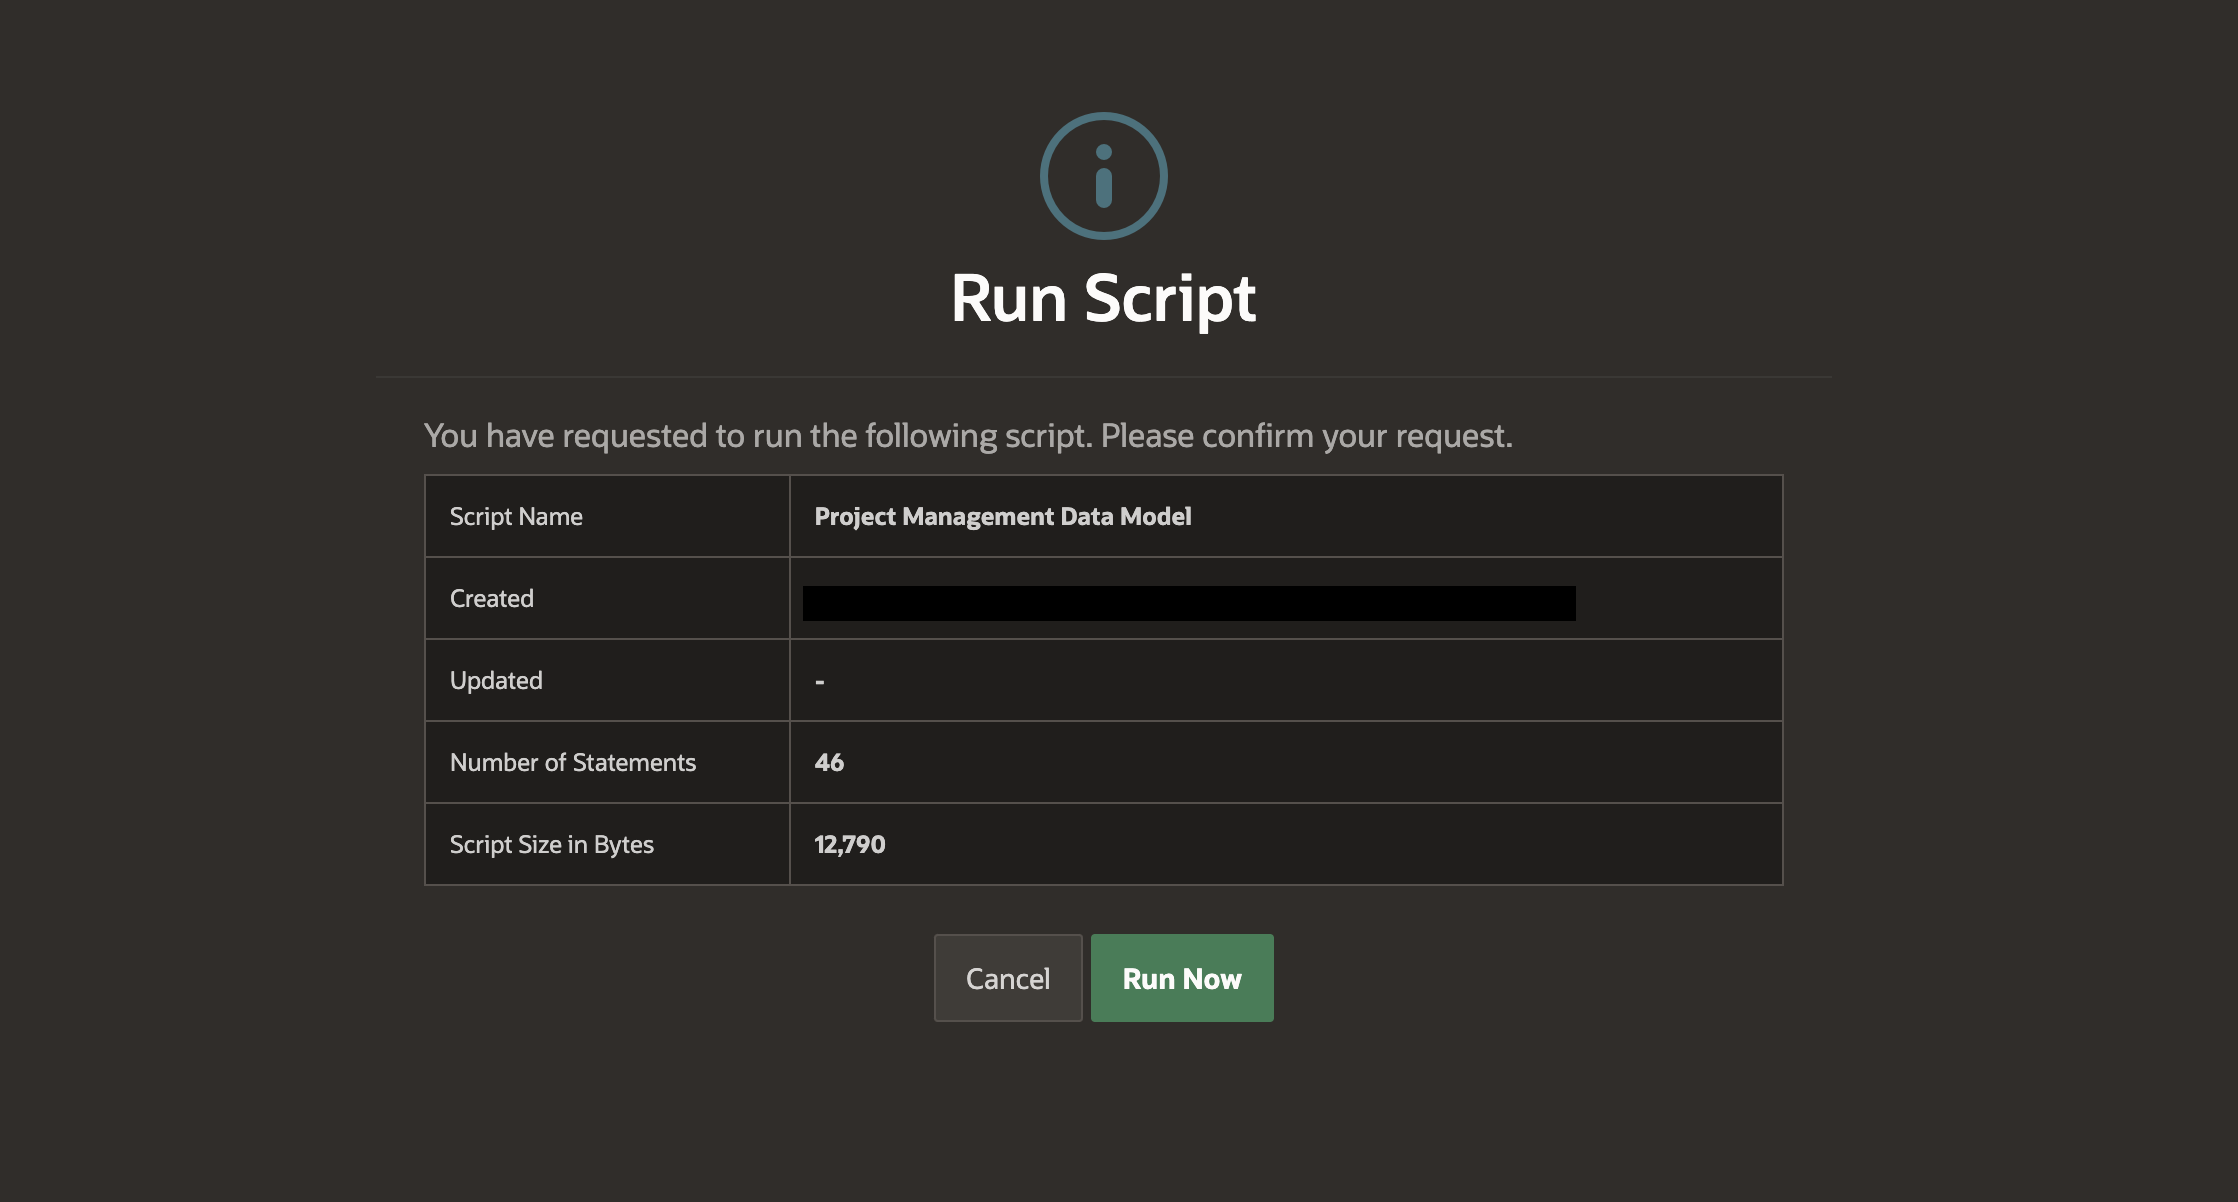 Run Script
You have requested to run the following script. Please confirm your request.
Script Name Project Management Data Model
Created
Updated -
Number of Statements 46
Script Size in Bytes 12,790
Cancel Run Now